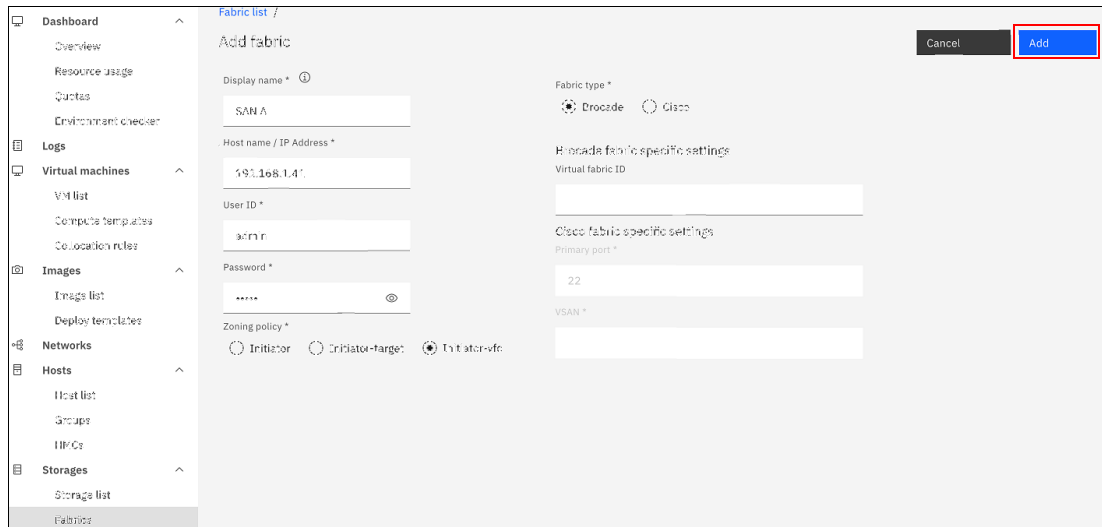 Dashboard
Overview
Resource usage
Quotas
Environment checker
Logs
Virtual machines
VM list
Compute templates
Collocation rules
Images
Image list
Deploy templates
Networks
Hosts
Host list
Groups
HMCs
Storages
Storage list
Fabrics
Fabric list /
Add fabric
Cancel
Add
Display name *
SAN A
Host name / IP Address *
User ID *
admin
Password *
•••••
Zoning policy *
Initiator Initiator-target Initiator-vfc
Fabric type *
Brocade Cisco
Brocade fabric specific settings
Virtual fabric ID
Cisco fabric specific settings
Primary port *
22
VSAN *